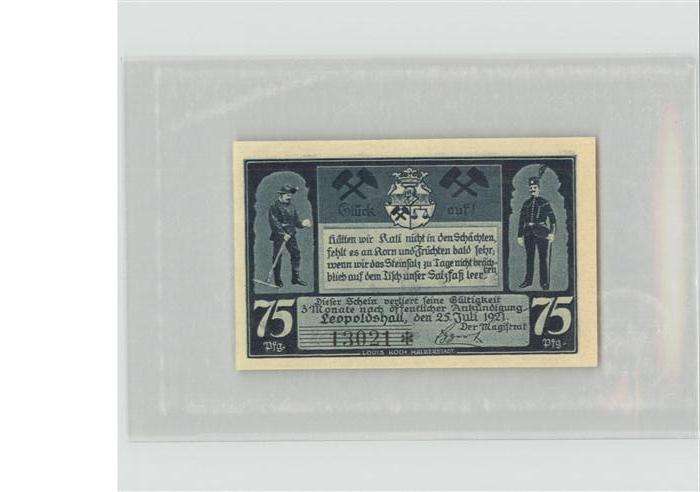 Glück auf!
Hätten wir Kali nicht in den Schächten,
fehlt es an Korn und Früchten bald sehr;
wenn wir das Steinsalz zu Tage nicht bräch-
ten
blieb auf dem Tisch unser Salzfaß leer.
75 Pfg.
Dieser Schein verliert seine Gültigkeit
3 Monate nach öffentlicher Ankündigung
Leopoldshall, den 25. Juli 1921.
Der Magistrat
13021 *
75 Pfg.
LOUIS KOCH HALBERSTADT